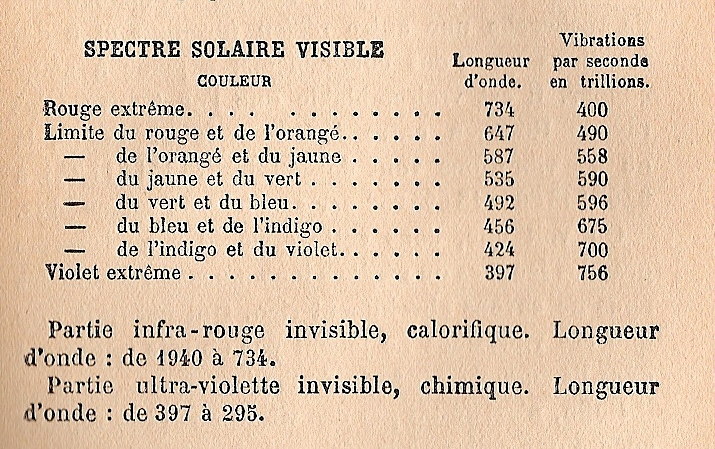 SPECTRE SOLAIRE VISIBLE
COULEUR
Longueur d'onde.
Vibrations par seconde en trillions.
Rouge extrême. . . . . . . . . . . . . 734 400
Limite du rouge et de l'orangé. . . . . . 647 490
— de l'orangé et du jaune . . . . . 587 558
— du jaune et du vert . . . . . . . 535 590
— du vert et du bleu. . . . . . . . 492 596
— du bleu et de l'indigo . . . . . . 456 675
— de l'indigo et du violet. . . . . . 424 700
Violet extrême . . . . . . . . . . . . . 397 756
Partie infra-rouge invisible, calorifique. Longueur
d'onde : de 1940 à 734.
Partie ultra-violette invisible, chimique. Longueur
d'onde : de 397 à 295.